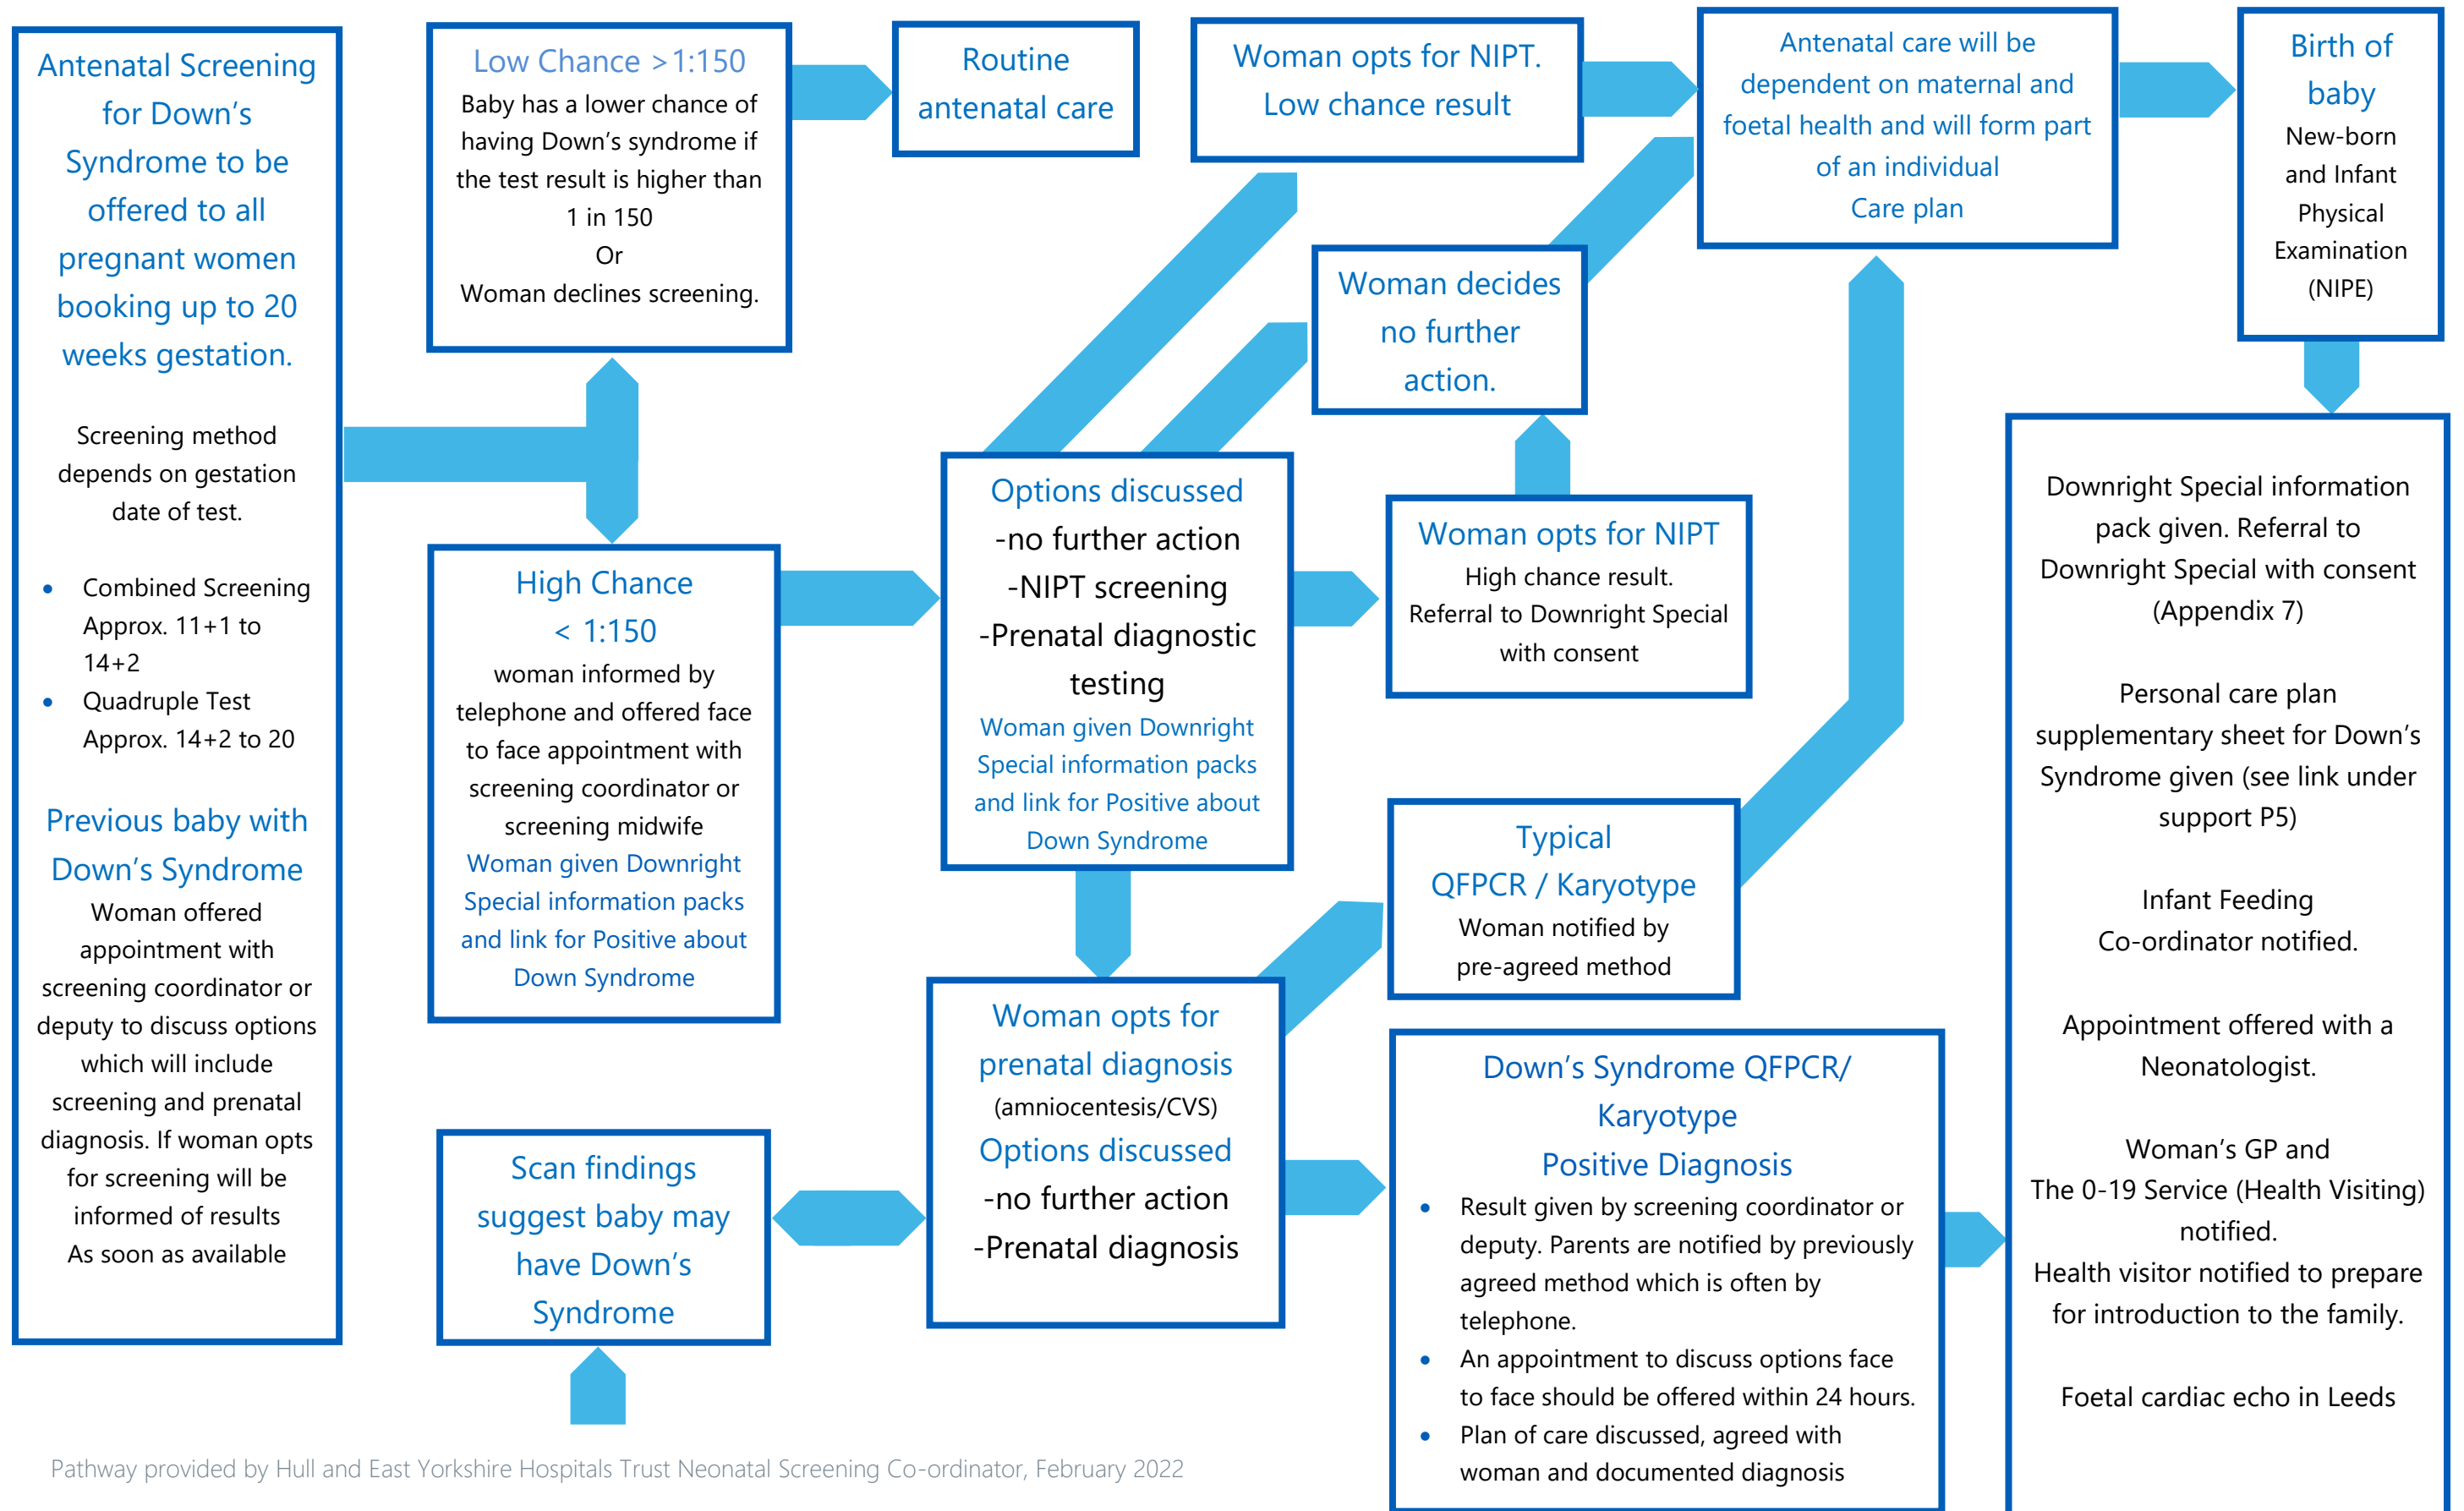 Antenatal Screening
for Down’s
Syndrome to be
offered to all
pregnant women
booking up to 20
weeks gestation.
Screening method
depends on gestation
date of test.
• Combined Screening
Approx. 11+1 to
14+2
• Quadruple Test
Approx. 14+2 to 20
Previous baby with
Down’s Syndrome
Woman offered
appointment with
screening coordinator or
deputy to discuss options
which will include
screening and prenatal
diagnosis. If woman opts
for screening will be
informed of results
As soon as available
Low Chance >1:150
Baby has a lower chance of
having Down’s syndrome if
the test result is higher than
1 in 150
Or
Woman declines screening.
Routine
antenatal care
High Chance
< 1:150
woman informed by
telephone and offered face
to face appointment with
screening coordinator or
screening midwife
Woman given Downright
Special information packs
and link for Positive about
Down Syndrome
Scan findings
suggest baby may
have Down’s
Syndrome
Options discussed
-no further action
-NIPT screening
-Prenatal diagnostic
testing
Woman given Downright
Special information packs
and link for Positive about
Down Syndrome
Woman opts for
prenatal diagnosis
(amniocentesis/CVS)
Options discussed
-no further action
-Prenatal diagnosis
Woman opts for NIPT.
Low chance result
Woman decides
no further
action.
Woman opts for NIPT
High chance result.
Referral to Downright Special
with consent
Typical
QFPCR / Karyotype
Woman notified by
pre-agreed method
Down’s Syndrome QFPCR/
Karyotype
Positive Diagnosis
• Result given by screening coordinator or
deputy. Parents are notified by previously
agreed method which is often by
telephone.
• An appointment to discuss options face
to face should be offered within 24 hours.
• Plan of care discussed, agreed with
woman and documented diagnosis
Antenatal care will be
dependent on maternal and
foetal health and will form part
of an individual
Care plan
Birth of
baby
New-born
and Infant
Physical
Examination
(NIPE)
Downright Special information
pack given. Referral to
Downright Special with consent
(Appendix 7)
Personal care plan
supplementary sheet for Down’s
Syndrome given (see link under
support P5)
Infant Feeding
Co-ordinator notified.
Appointment offered with a
Neonatologist.
Woman’s GP and
The 0-19 Service (Health Visiting)
notified.
Health visitor notified to prepare
for introduction to the family.
Foetal cardiac echo in Leeds
Pathway provided by Hull and East Yorkshire Hospitals Trust Neonatal Screening Co-ordinator, February 2022